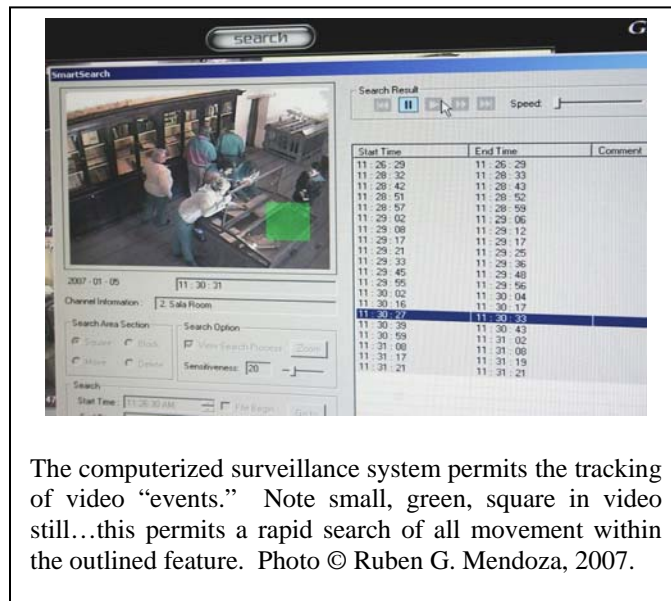 search
G
SmartSearch
Search Result
Speed:
Start Time End Time Comment
11 : 26 : 29 11 : 26 : 29
11 : 28 : 32 11 : 28 : 33
11 : 28 : 42 11 : 28 : 43
11 : 28 : 51 11 : 28 : 52
11 : 28 : 57 11 : 28 : 59
11 : 29 : 02 11 : 29 : 06
11 : 29 : 08 11 : 29 : 12
11 : 29 : 17 11 : 29 : 17
11 : 29 : 21 11 : 29 : 25
11 : 29 : 33 11 : 29 : 36
11 : 29 : 45 11 : 29 : 48
11 : 29 : 55 11 : 29 : 56
11 : 30 : 02 11 : 30 : 04
11 : 30 : 16 11 : 30 : 17
11 : 30 : 27 11 : 30 : 33
11 : 30 : 39 11 : 30 : 43
11 : 30 : 59 11 : 31 : 02
11 : 31 : 08 11 : 31 : 08
11 : 31 : 17 11 : 31 : 19
11 : 31 : 21 11 : 31 : 21
2007 - 01 - 05 11 : 30 : 31
Channel Information : 2. Sala Room
Search Area Section Search Option
Square Block View Search Process Zoom
Move Delete Sensitiveness: 20
Search
Start Time : 11:26:30 AM File Begin
The computerized surveillance system permits the tracking
of video “events.” Note small, green, square in video
still…this permits a rapid search of all movement within
the outlined feature. Photo © Ruben G. Mendoza, 2007.